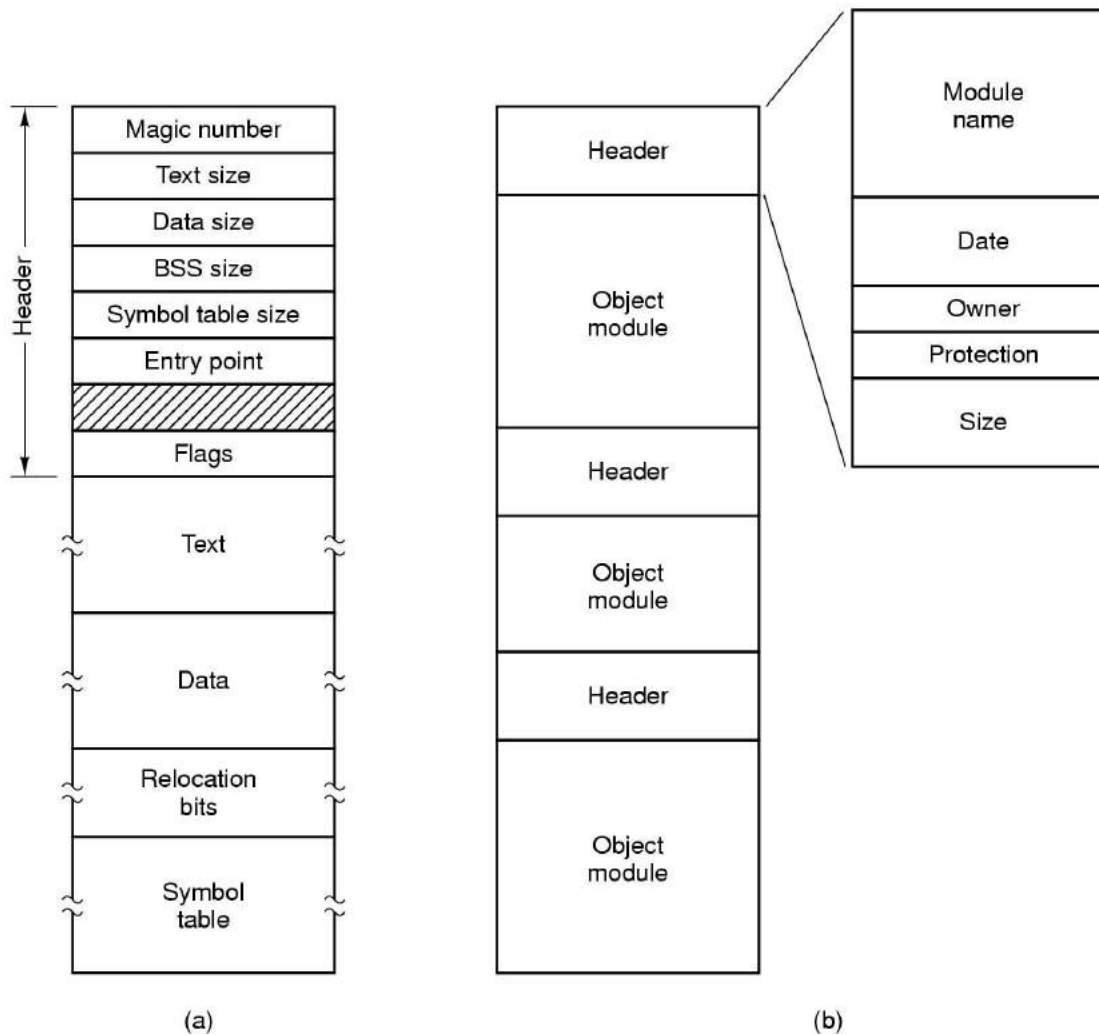 Header
Magic number
Text size
Data size
BSS size
Symbol table size
Entry point
Flags
Text
Data
Relocation
bits
Symbol
table
(a)
Header
Object
module
Header
Object
module
Header
Object
module
Module
name
Date
Owner
Protection
Size
(b)